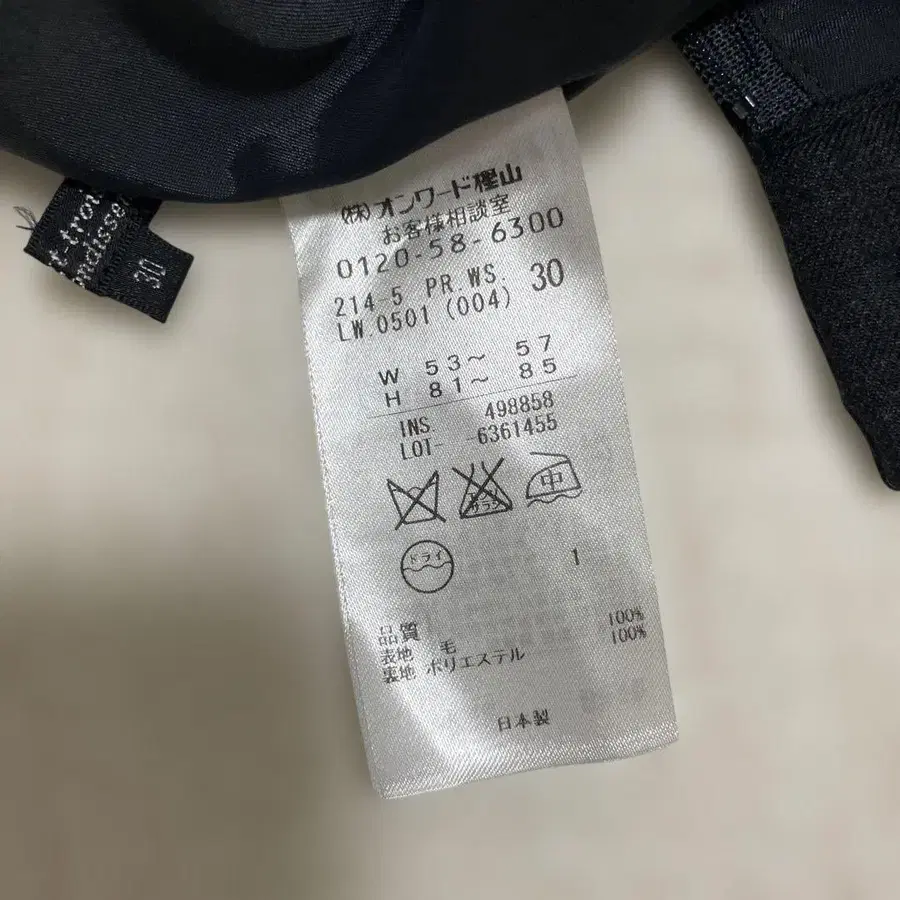 (株)オンワード樫山
お客様相談室
0120-58-6300
214-5 PR WS. 30
LW.0501 (004)
W 53～ 57
H 81～ 85
INS. 498858
LOT- -6361455
中
ドライ
1
品質
表地 毛 100%
裏地 ポリエステル 100%
日本製
30